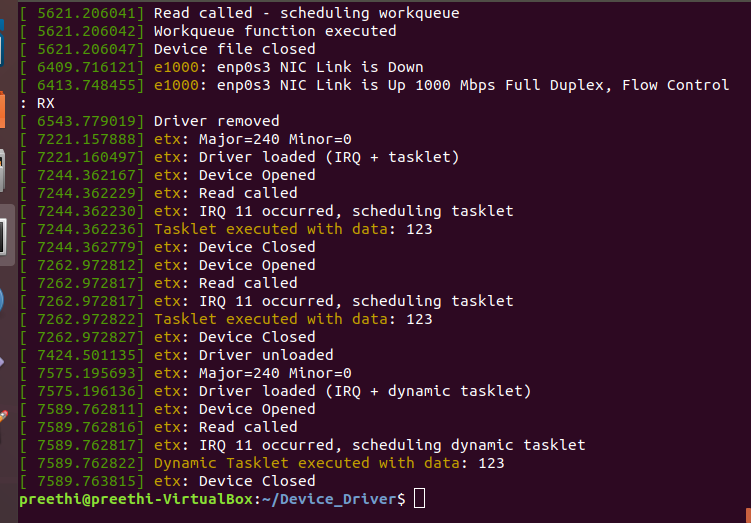 [ 5621.206041] Read called - scheduling workqueue
[ 5621.206042] Workqueue function executed
[ 5621.206047] Device file closed
[ 6409.716121] e1000: enp0s3 NIC Link is Down
[ 6413.748455] e1000: enp0s3 NIC Link is Up 1000 Mbps Full Duplex, Flow Control
: RX
[ 6543.779019] Driver removed
[ 7221.157888] etx: Major=240 Minor=0
[ 7221.160497] etx: Driver loaded (IRQ + tasklet)
[ 7244.362167] etx: Device Opened
[ 7244.362229] etx: Read called
[ 7244.362230] etx: IRQ 11 occurred, scheduling tasklet
[ 7244.362236] Tasklet executed with data: 123
[ 7244.362779] etx: Device Closed
[ 7262.972812] etx: Device Opened
[ 7262.972817] etx: Read called
[ 7262.972817] etx: IRQ 11 occurred, scheduling tasklet
[ 7262.972822] Tasklet executed with data: 123
[ 7262.972827] etx: Device Closed
[ 7424.501135] etx: Driver unloaded
[ 7575.195693] etx: Major=240 Minor=0
[ 7575.196136] etx: Driver loaded (IRQ + dynamic tasklet)
[ 7589.762811] etx: Device Opened
[ 7589.762816] etx: Read called
[ 7589.762817] etx: IRQ 11 occurred, scheduling dynamic tasklet
[ 7589.762822] Dynamic Tasklet executed with data: 123
[ 7589.763815] etx: Device Closed
preethi@preethi-VirtualBox:~/Device_Driver$